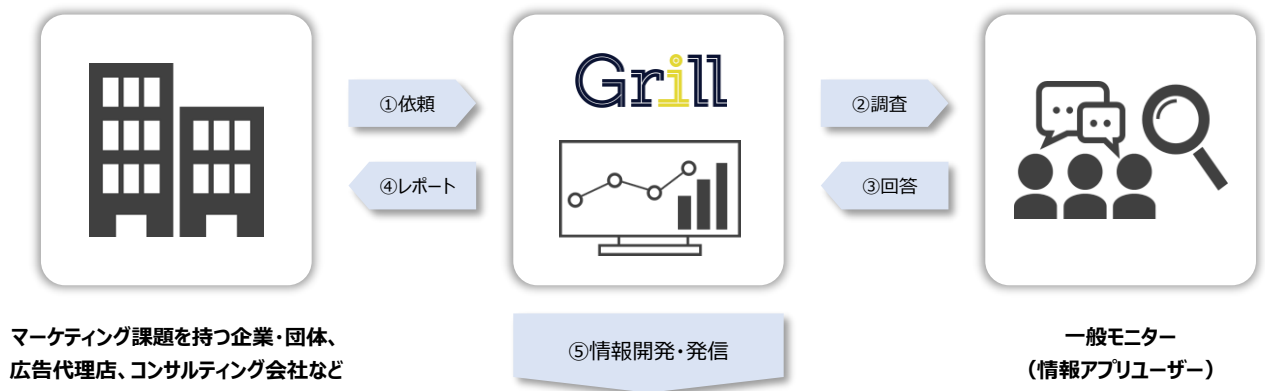 Grill
①依頼
②調査
④レポート
③回答
マーケティング課題を持つ企業・団体、
広告代理店、コンサルティング会社など
⑤情報開発・発信
一般モニター
（情報アプリユーザー）